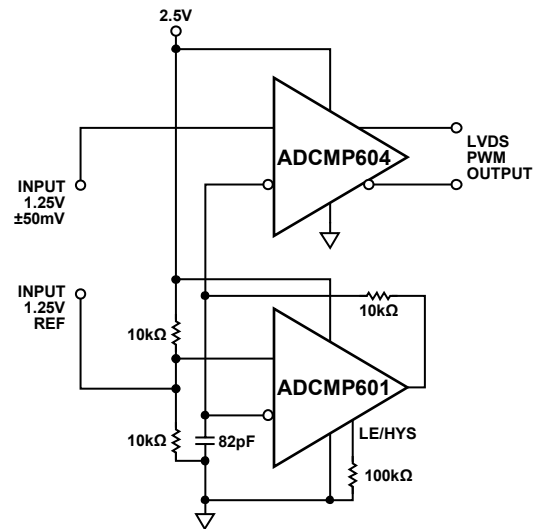 2.5V
ADCMP604
LVDS
PWM
OUTPUT
INPUT
1.25V
±50mV
INPUT
1.25V
REF
10kΩ
10kΩ
ADCMP601
LE/HYS
10kΩ
82pF
100kΩ